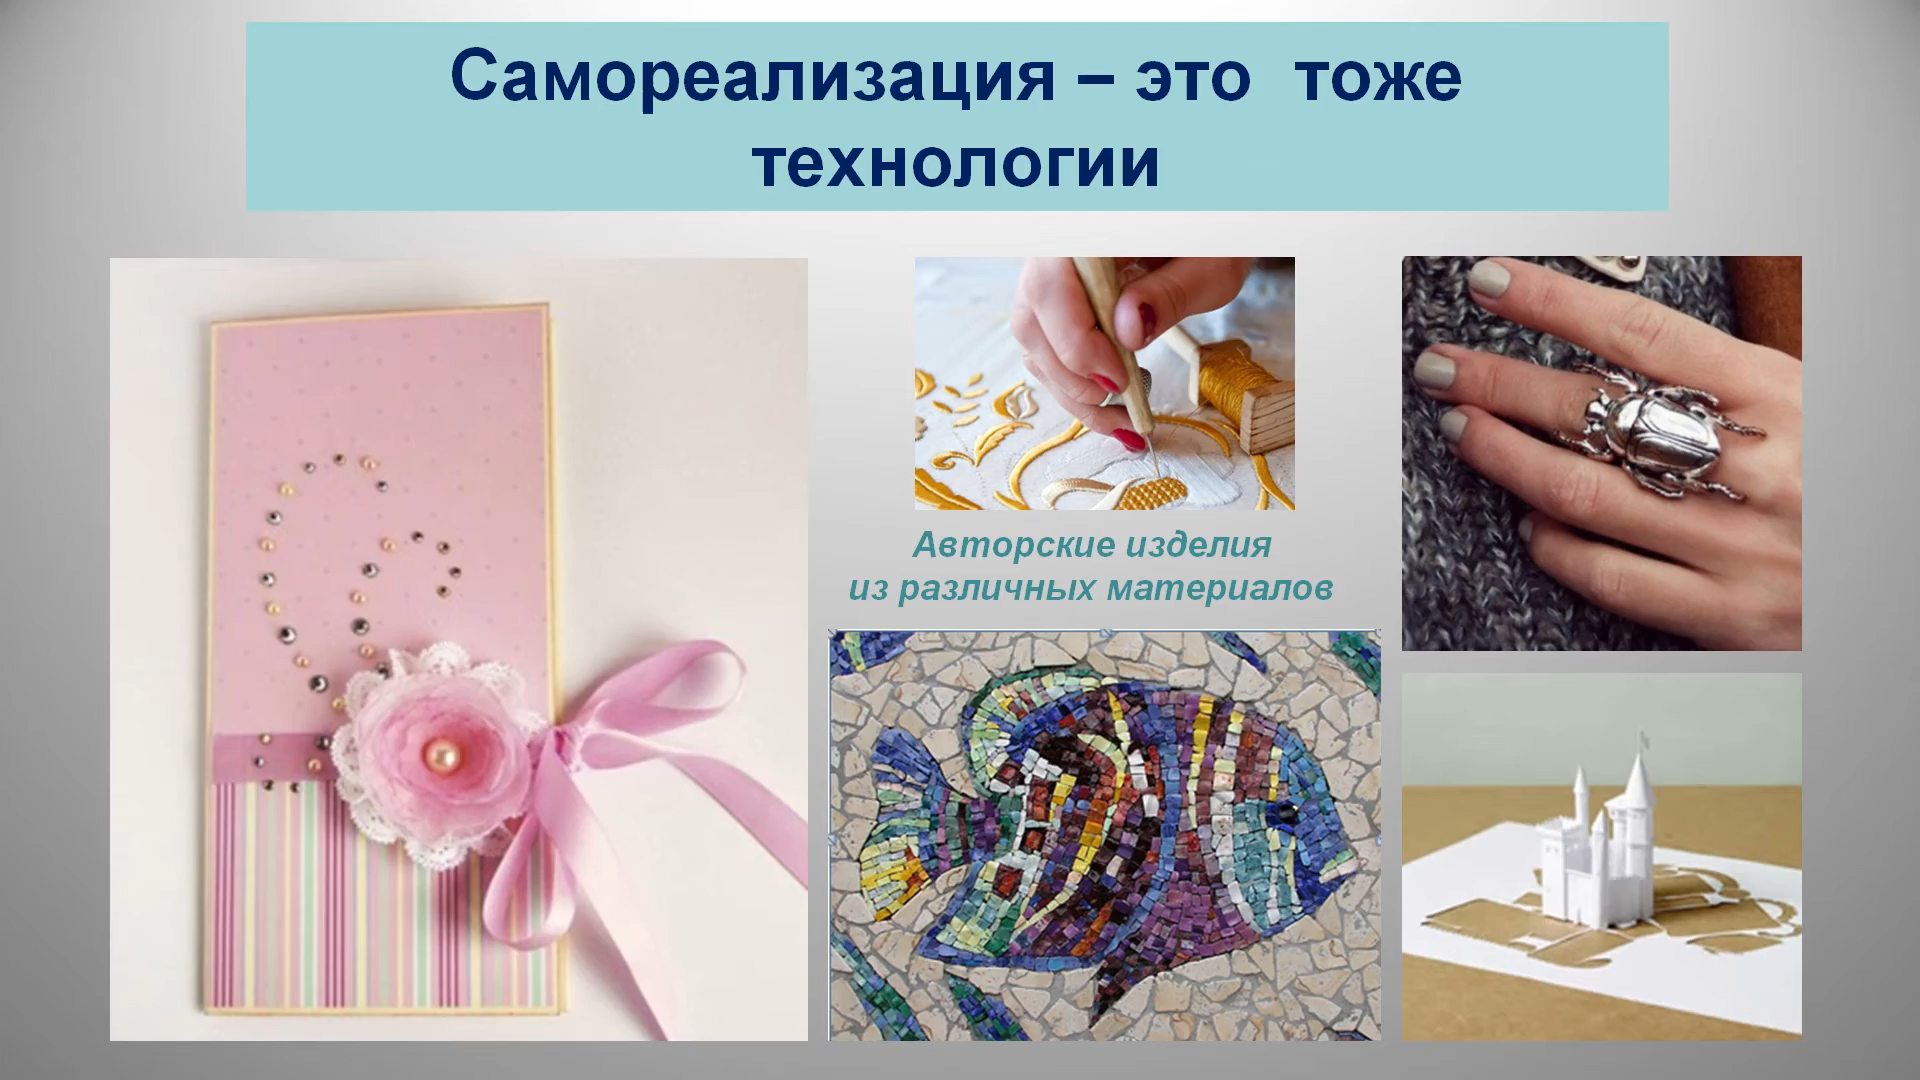 Самореализация – это  тоже
технологии
Авторские изделия
из различных материалов